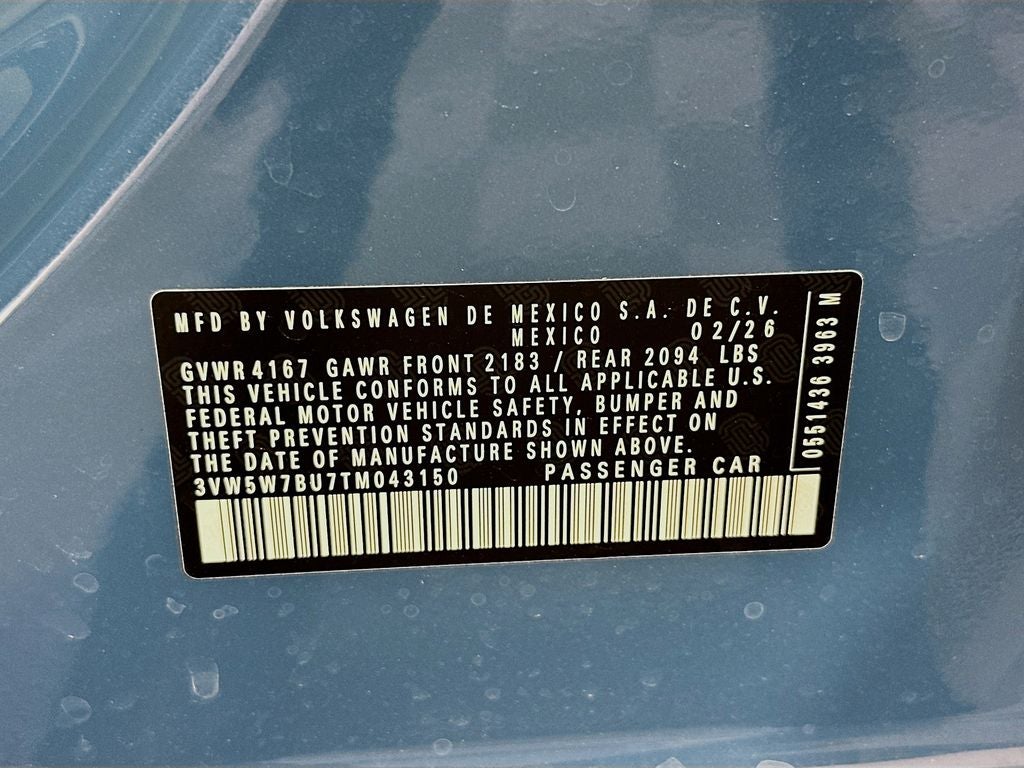 MFD BY VOLKSWAGEN DE MEXICO S.A. DE C.V.
MEXICO 02/26
GVWR 4167 GAWR FRONT 2183 / REAR 2094 LBS
THIS VEHICLE CONFORMS TO ALL APPLICABLE U.S.
FEDERAL MOTOR VEHICLE SAFETY, BUMPER AND
THEFT PREVENTION STANDARDS IN EFFECT ON
THE DATE OF MANUFACTURE SHOWN ABOVE.
3VW5W7BU7TM043150 PASSENGER CAR
0551436 3963 M